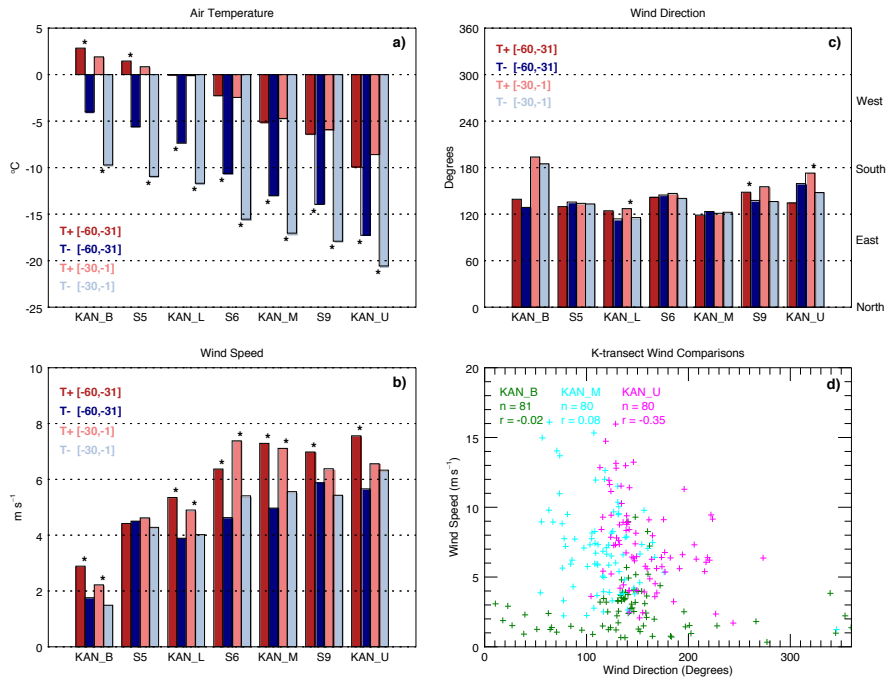 Air Temperature
5
0
-5
-10
-15
-20
-25
°C
a)
*
*
*
*
*
*
*
*
*
*
*
*
T+ [-60,-31]
T- [-60,-31]
T+ [-30,-1]
T- [-30,-1]
KAN_B S5 KAN_L S6 KAN_M S9 KAN_U
Wind Direction
360
300
240
180
120
60
0
Degrees
c)
T+ [-60,-31]
T- [-60,-31]
T+ [-30,-1]
T- [-30,-1]
*
*
*
West
South
East
North
KAN_B S5 KAN_L S6 KAN_M S9 KAN_U
Wind Speed
10
8
6
4
2
0
m s⁻¹
b)
T+ [-60,-31]
T- [-60,-31]
T+ [-30,-1]
T- [-30,-1]
*
*
*
*
*
*
*
*
*
*
KAN_B S5 KAN_L S6 KAN_M S9 KAN_U
K-transect Wind Comparisons
20
15
10
5
0
Wind Speed (m s⁻¹)
d)
KAN_B KAN_M KAN_U
n = 81 n = 80 n = 80
r = -0.02 r = 0.08 r = -0.35
0 100 200 300
Wind Direction (Degrees)